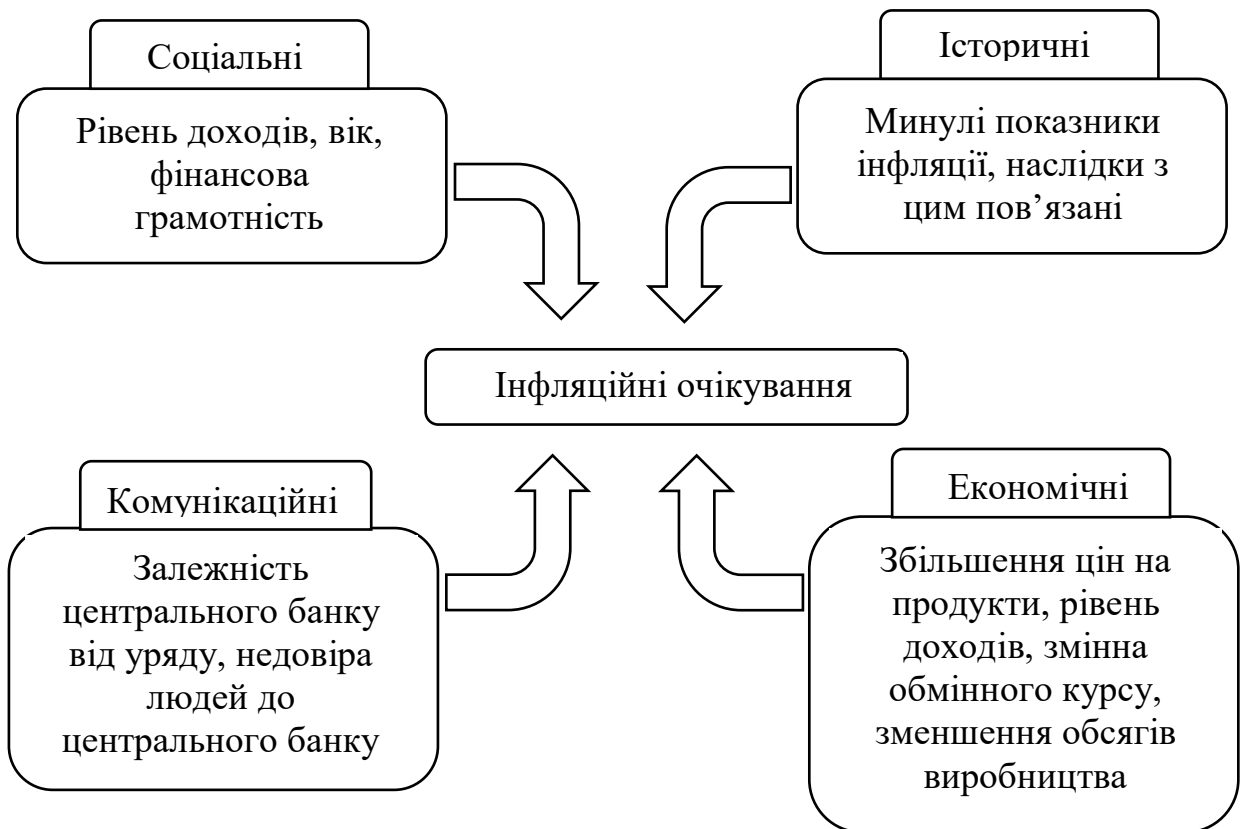 Соціальні
Рівень доходів, вік,
фінансова
грамотність
Історичні
Минулі показники
інфляції, наслідки з
цим пов’язані
Інфляційні очікування
Комунікаційні
Залежність
центрального банку
від уряду, недовіра
людей до
центрального банку
Економічні
Збільшення цін на
продукти, рівень
доходів, змінна
обмінного курсу,
зменшення обсягів
виробництва